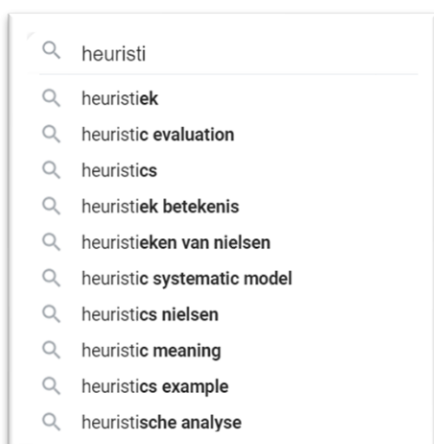 heuristi
heuristiek
heuristic evaluation
heuristics
heuristiek betekenis
heuristieken van nielsen
heuristic systematic model
heuristics nielsen
heuristic meaning
heuristics example
heuristische analyse